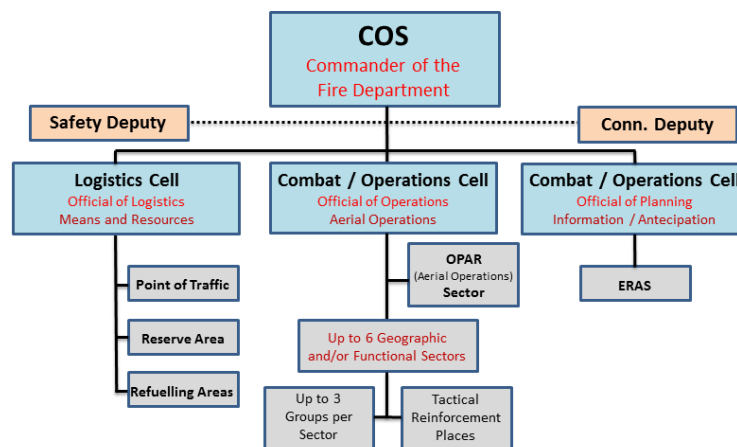 COS
Commander of the
Fire Department
Safety Deputy
Conn. Deputy
Logistics Cell
Official of Logistics
Means and Resources
Combat / Operations Cell
Official of Operations
Aerial Operations
Combat / Operations Cell
Official of Planning
Information / Antecipation
Point of Traffic
Reserve Area
Refuelling Areas
OPAR
(Aerial Operations)
Sector
ERAS
Up to 6 Geographic
and/or Functional Sectors
Up to 3
Groups per
Sector
Tactical
Reinforcement
Places